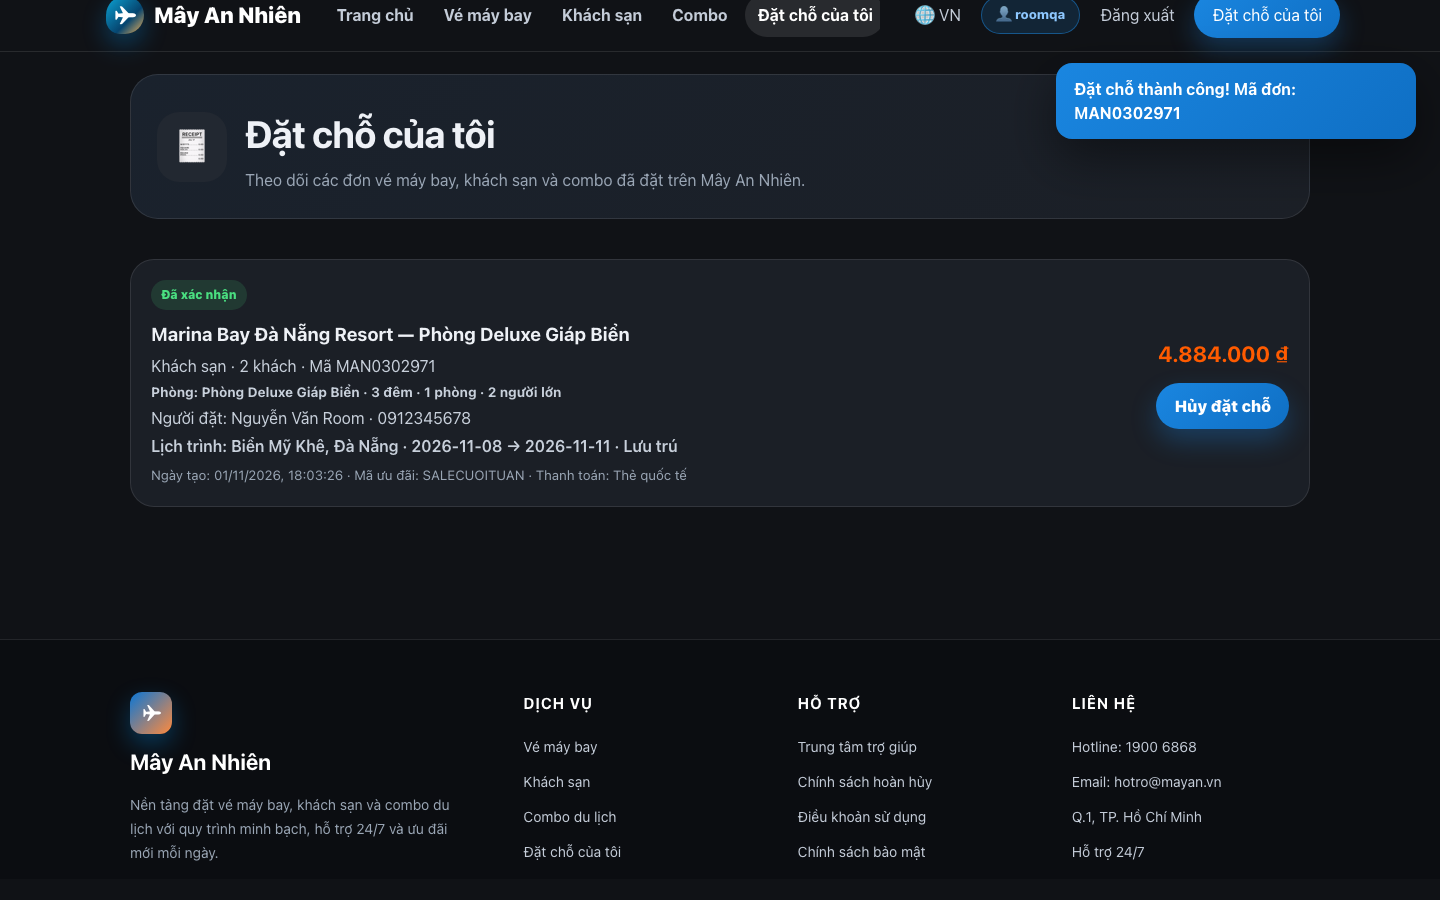 Mây An Nhiên
Trang chủ
Vé máy bay
Khách sạn
Combo
Đặt chỗ của tôi
VN
roomqa
Đăng xuất
Đặt chỗ của tôi
Đặt chỗ thành công! Mã đơn:
MAN0302971
RECEIPT
Đặt chỗ của tôi
Theo dõi các đơn vé máy bay, khách sạn và combo đã đặt trên Mây An Nhiên.
Đã xác nhận
Marina Bay Đà Nẵng Resort — Phòng Deluxe Giáp Biển
Khách sạn · 2 khách · Mã MAN0302971
Phòng: Phòng Deluxe Giáp Biển · 3 đêm · 1 phòng · 2 người lớn
Người đặt: Nguyễn Văn Room · 0912345678
Lịch trình: Biển Mỹ Khê, Đà Nẵng · 2026-11-08 → 2026-11-11 · Lưu trú
Ngày tạo: 01/11/2026, 18:03:26 · Mã ưu đãi: SALECUOITUAN · Thanh toán: Thẻ quốc tế
4.884.000 ₫
Hủy đặt chỗ
Mây An Nhiên
Nền tảng đặt vé máy bay, khách sạn và combo du
lịch với quy trình minh bạch, hỗ trợ 24/7 và ưu đãi
mới mỗi ngày.
DỊCH VỤ
Vé máy bay
Khách sạn
Combo du lịch
Đặt chỗ của tôi
HỖ TRỢ
Trung tâm trợ giúp
Chính sách hoàn hủy
Điều khoản sử dụng
Chính sách bảo mật
LIÊN HỆ
Hotline: 1900 6868
Email: hotro@mayan.vn
Q.1, TP. Hồ Chí Minh
Hỗ trợ 24/7